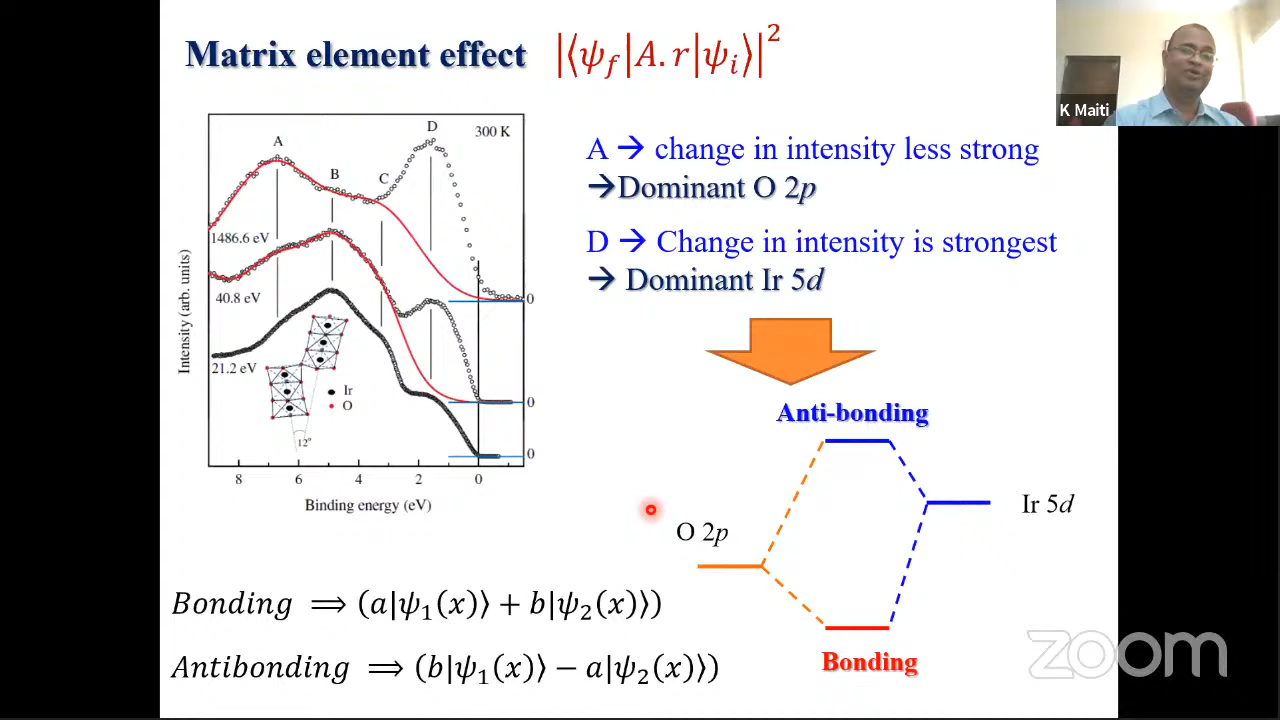 Matrix element effect |⟨ψf|A.r|ψi⟩|²
K Maiti
A
B
C
D
300 K
1486.6 eV
40.8 eV
21.2 eV
0
0
0
Ir
O
12°
8 6 4 2 0
Binding energy (eV)
Intensity (arb. units)
A → change in intensity less strong
→Dominant O 2p
D → Change in intensity is strongest
→ Dominant Ir 5d
Anti-bonding
Ir 5d
O 2p
Bonding
Bonding ⟹ (a|ψ₁(x)⟩ + b|ψ₂(x)⟩)
Antibonding ⟹ (b|ψ₁(x)⟩ − a|ψ₂(x)⟩)
zoom